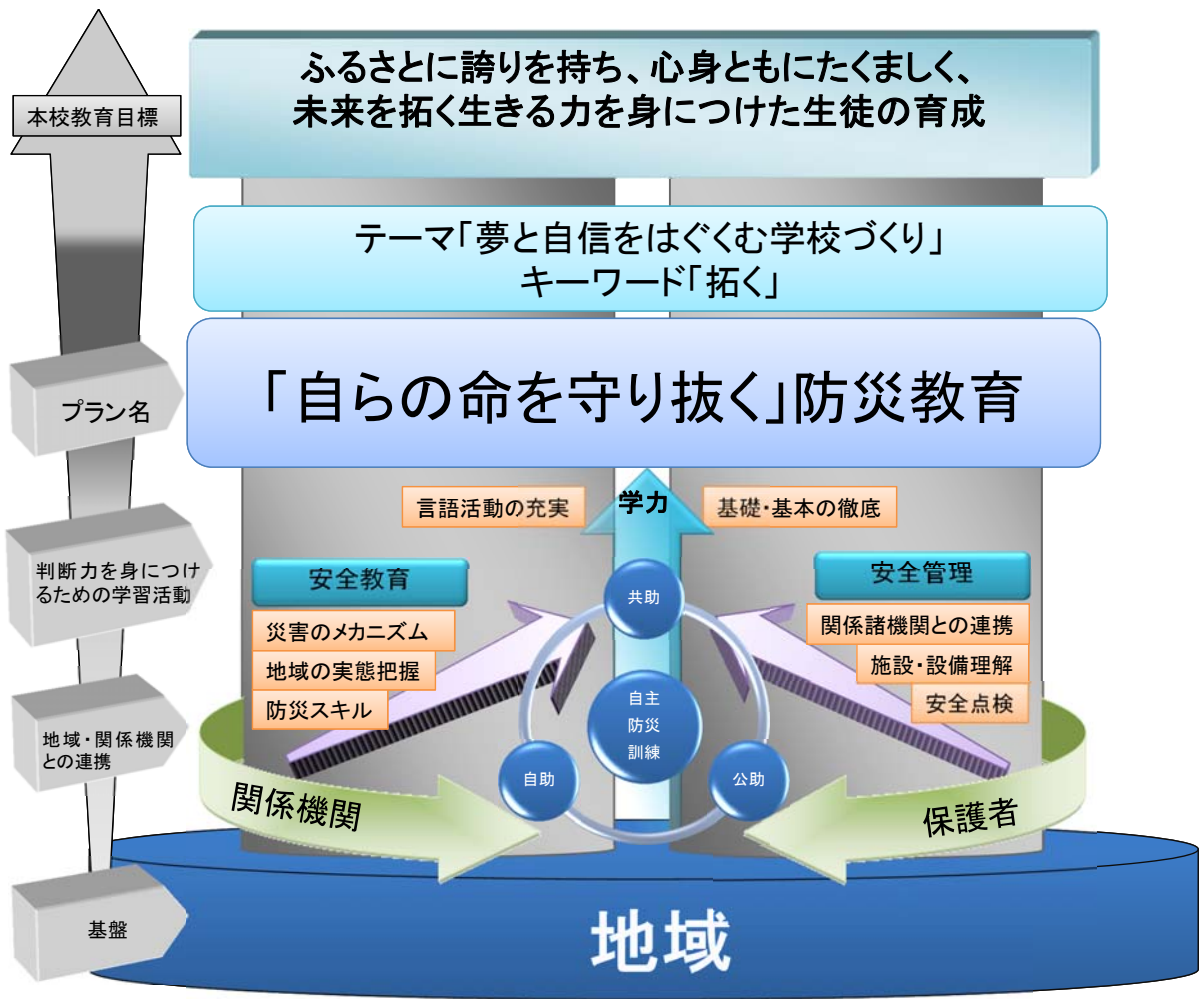 本校教育目標
ふるさとに誇りを持ち、心身ともにたくましく、
未来を拓く生きる力を身につけた生徒の育成
テーマ「夢と自信をはぐくむ学校づくり」
キーワード「拓く」
プラン名
「自らの命を守り抜く」防災教育
言語活動の充実
学力
基礎・基本の徹底
判断力を身につけ
るための学習活動
安全教育
災害のメカニズム
地域の実態把握
防災スキル
共助
自主
防災
訓練
自助
公助
安全管理
関係諸機関との連携
施設・設備理解
安全点検
地域・関係機関
との連携
関係機関
保護者
基盤
地域